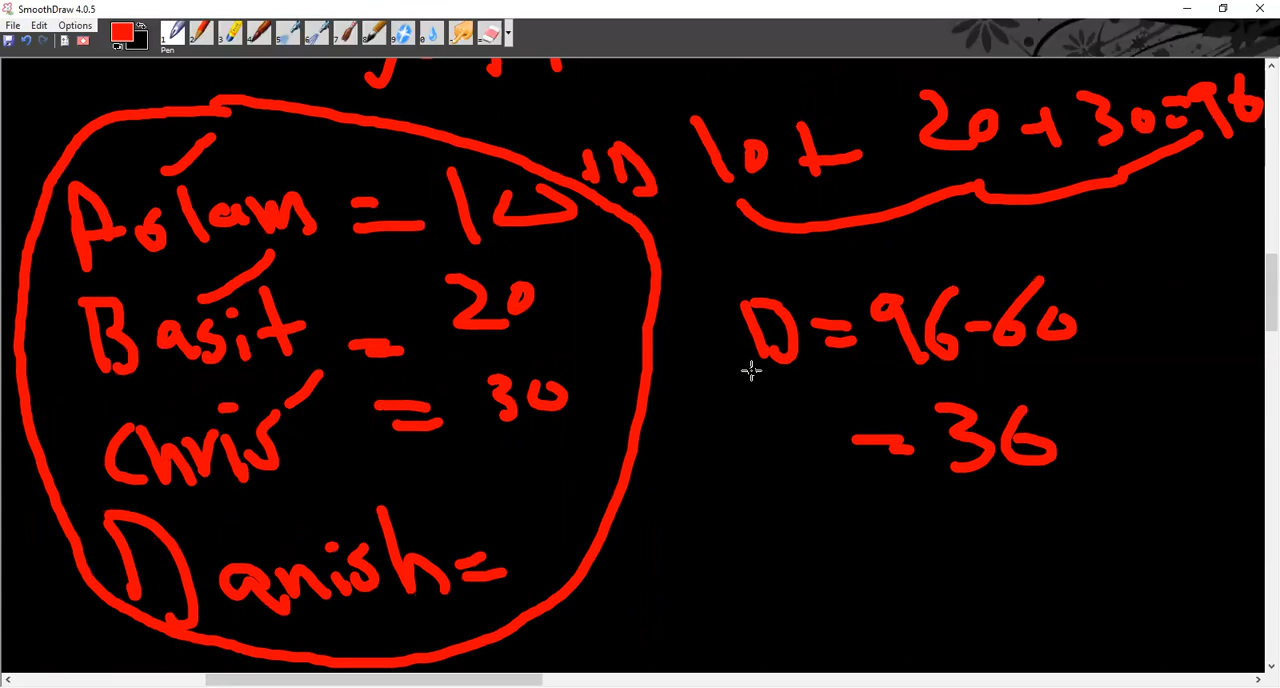 SmoothDraw 4.0.5
File Edit Options
Pen
Aslam = 10
Basit = 20
Chris = 30
Danish =
10+ 20+30=96
D=96-60
= 36